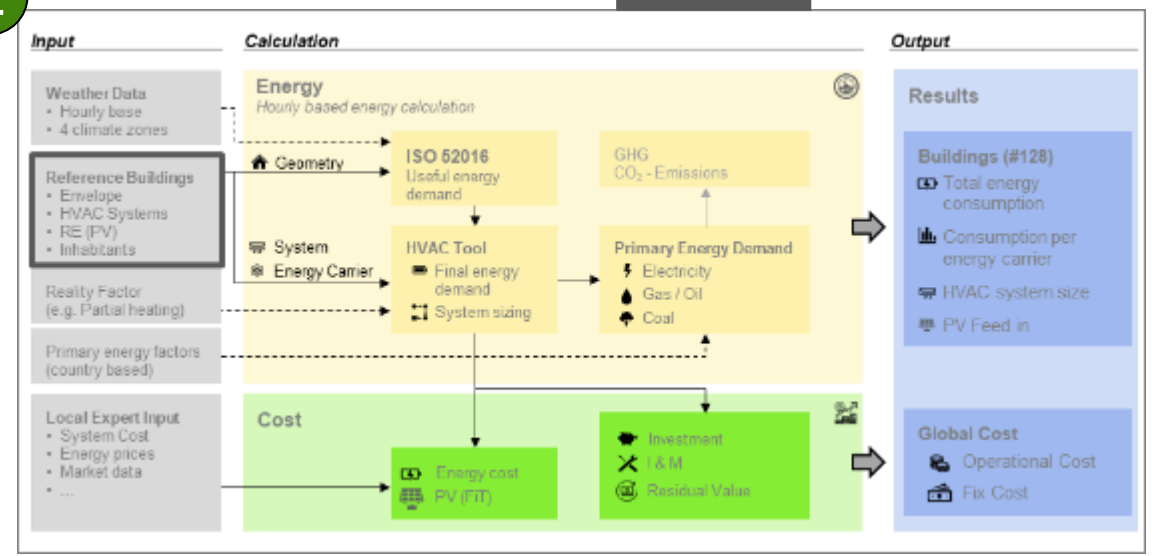 Input
Calculation
Output
Weather Data
• Hourly base
• 4 climate zones
Reference Buildings
• Envelope
• HVAC Systems
• RE (PV)
• Inhabitants
Reality Factor
(e.g. Partial heating)
Primary energy factors
(country based)
Local Expert Input
• System Cost
• Energy prices
• Market data
• ...
Energy
Hourly based energy calculation
Geometry
System
Energy Carrier
ISO 52016
Useful energy
demand
HVAC Tool
Final energy
demand
System sizing
GHG
CO₂ - Emissions
Primary Energy Demand
Electricity
Gas / Oil
Coal
Cost
Energy cost
PV (FiT)
Investment
I & M
Residual Value
Results
Buildings (#128)
Total energy
consumption
Consumption per
energy carrier
HVAC system size
PV Feed in
Global Cost
Operational Cost
Fix Cost